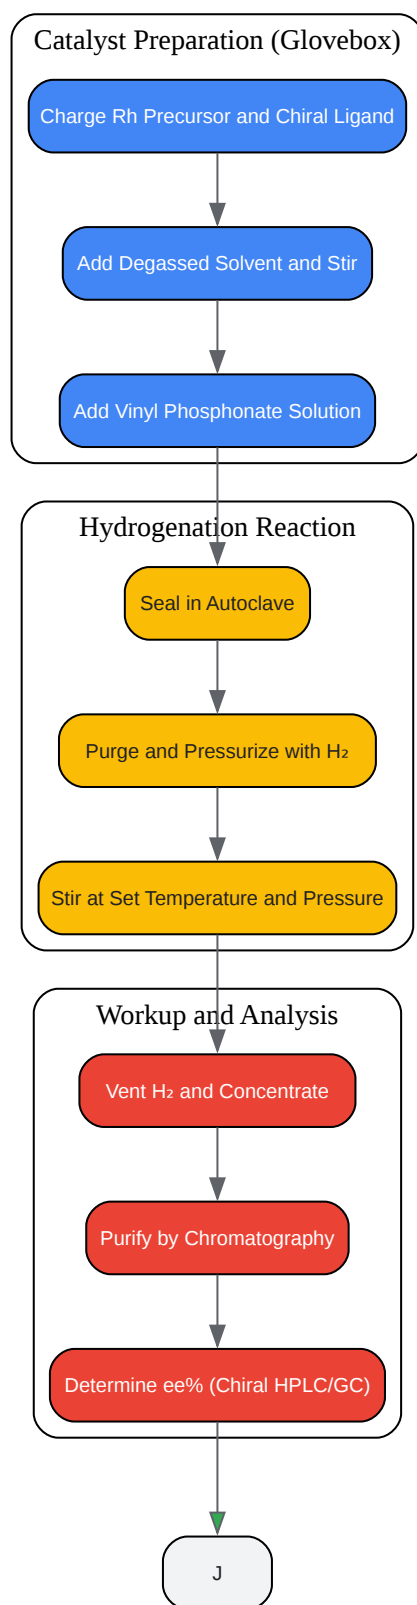 Catalyst Preparation (Glovebox)
Charge Rh Precursor and Chiral Ligand
Add Degassed Solvent and Stir
Add Vinyl Phosphonate Solution
Hydrogenation Reaction
Seal in Autoclave
Purge and Pressurize with H₂
Stir at Set Temperature and Pressure
Workup and Analysis
Vent H₂ and Concentrate
Purify by Chromatography
Determine ee% (Chiral HPLC/GC)
J